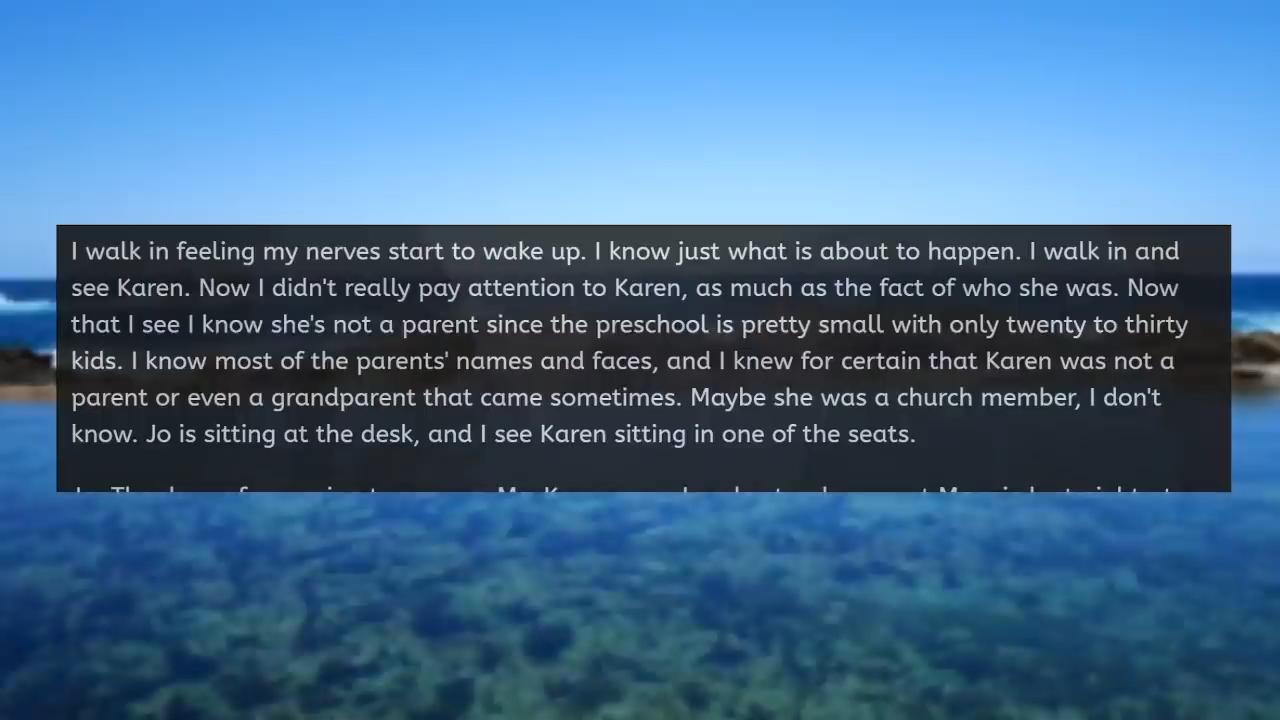 I walk in feeling my nerves start to wake up. I know just what is about to happen. I walk in and
see Karen. Now I didn't really pay attention to Karen, as much as the fact of who she was. Now
that I see I know she's not a parent since the preschool is pretty small with only twenty to thirty
kids. I know most of the parents' names and faces, and I knew for certain that Karen was not a
parent or even a grandparent that came sometimes. Maybe she was a church member, I don't
know. Jo is sitting at the desk, and I see Karen sitting in one of the seats.